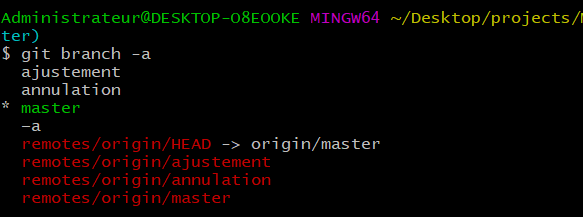 Administrateur@DESKTOP-O8EOOKE MINGW64 ~/Desktop/projects/
ter)
$ git branch -a
ajustement
annulation
* master
-a
remotes/origin/HEAD -> origin/master
remotes/origin/ajustement
remotes/origin/annulation
remotes/origin/master